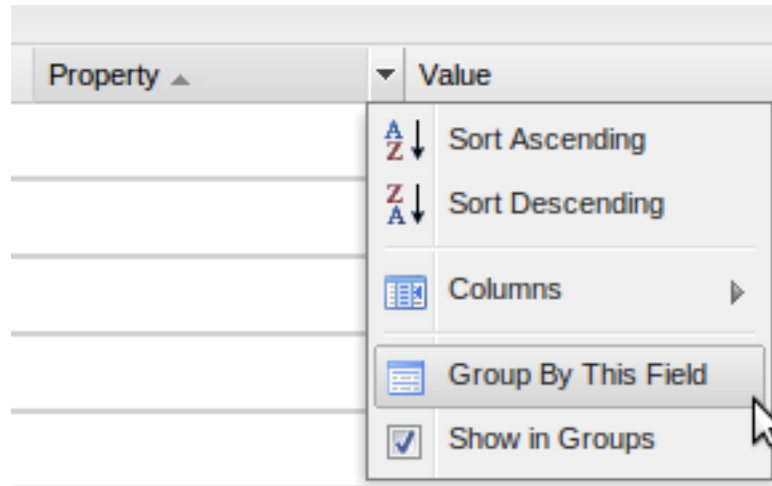 Property Value
Sort Ascending
Sort Descending
Columns
Group By This Field
Show in Groups